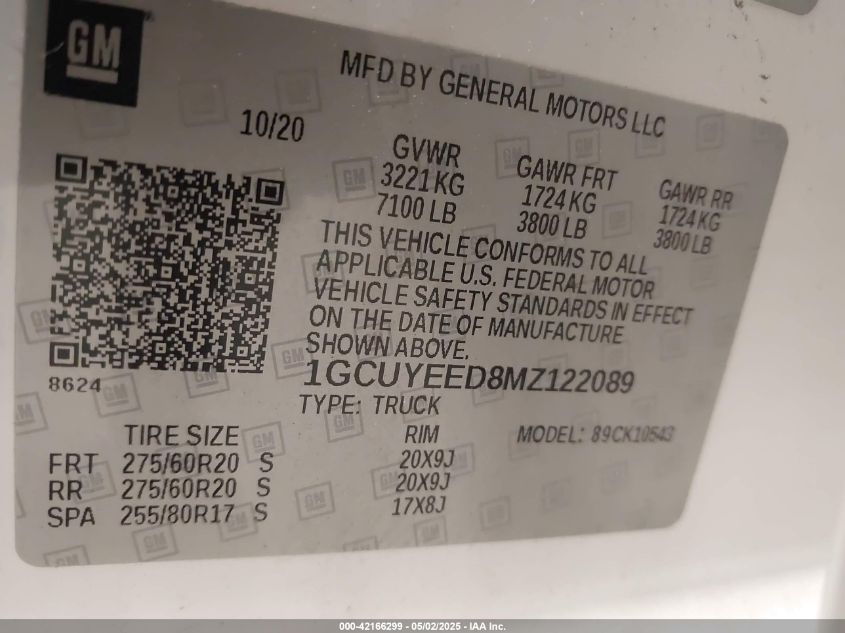 GM
MFD BY GENERAL MOTORS LLC
10/20
GVWR GAWR FRT GAWR RR
3221 KG 1724 KG 1724 KG
7100 LB 3800 LB 3800 LB
THIS VEHICLE CONFORMS TO ALL
APPLICABLE U.S. FEDERAL MOTOR
VEHICLE SAFETY STANDARDS IN EFFECT
ON THE DATE OF MANUFACTURE
SHOWN ABOVE.
8624
1GCUYEED8MZ122089
TYPE: TRUCK
TIRE SIZE RIM MODEL: 89CK10543
FRT 275/60R20 S 20X9J
RR 275/60R20 S 20X9J
SPA 255/80R17 S 17X8J
000-42166299 - 05/02/2025 - IAA Inc.